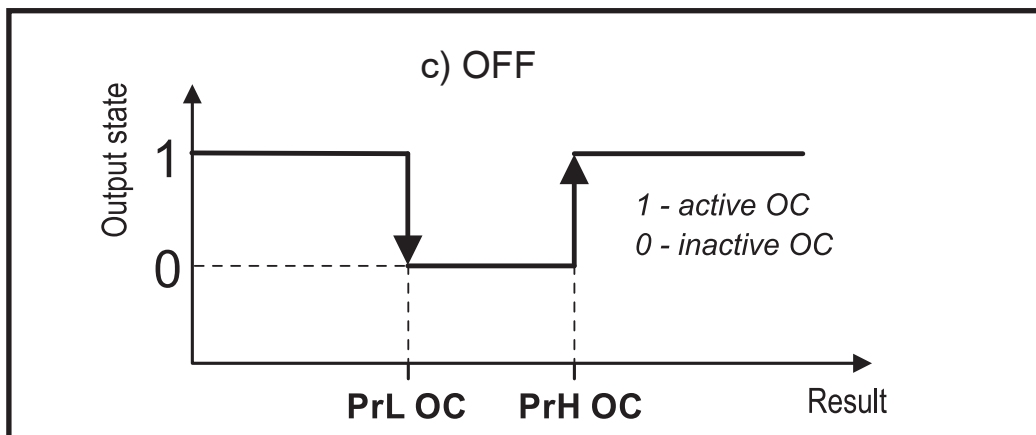 c) OFF
Output state
1
1 - active OC
0 - inactive OC
0
PrL OC
PrH OC
Result